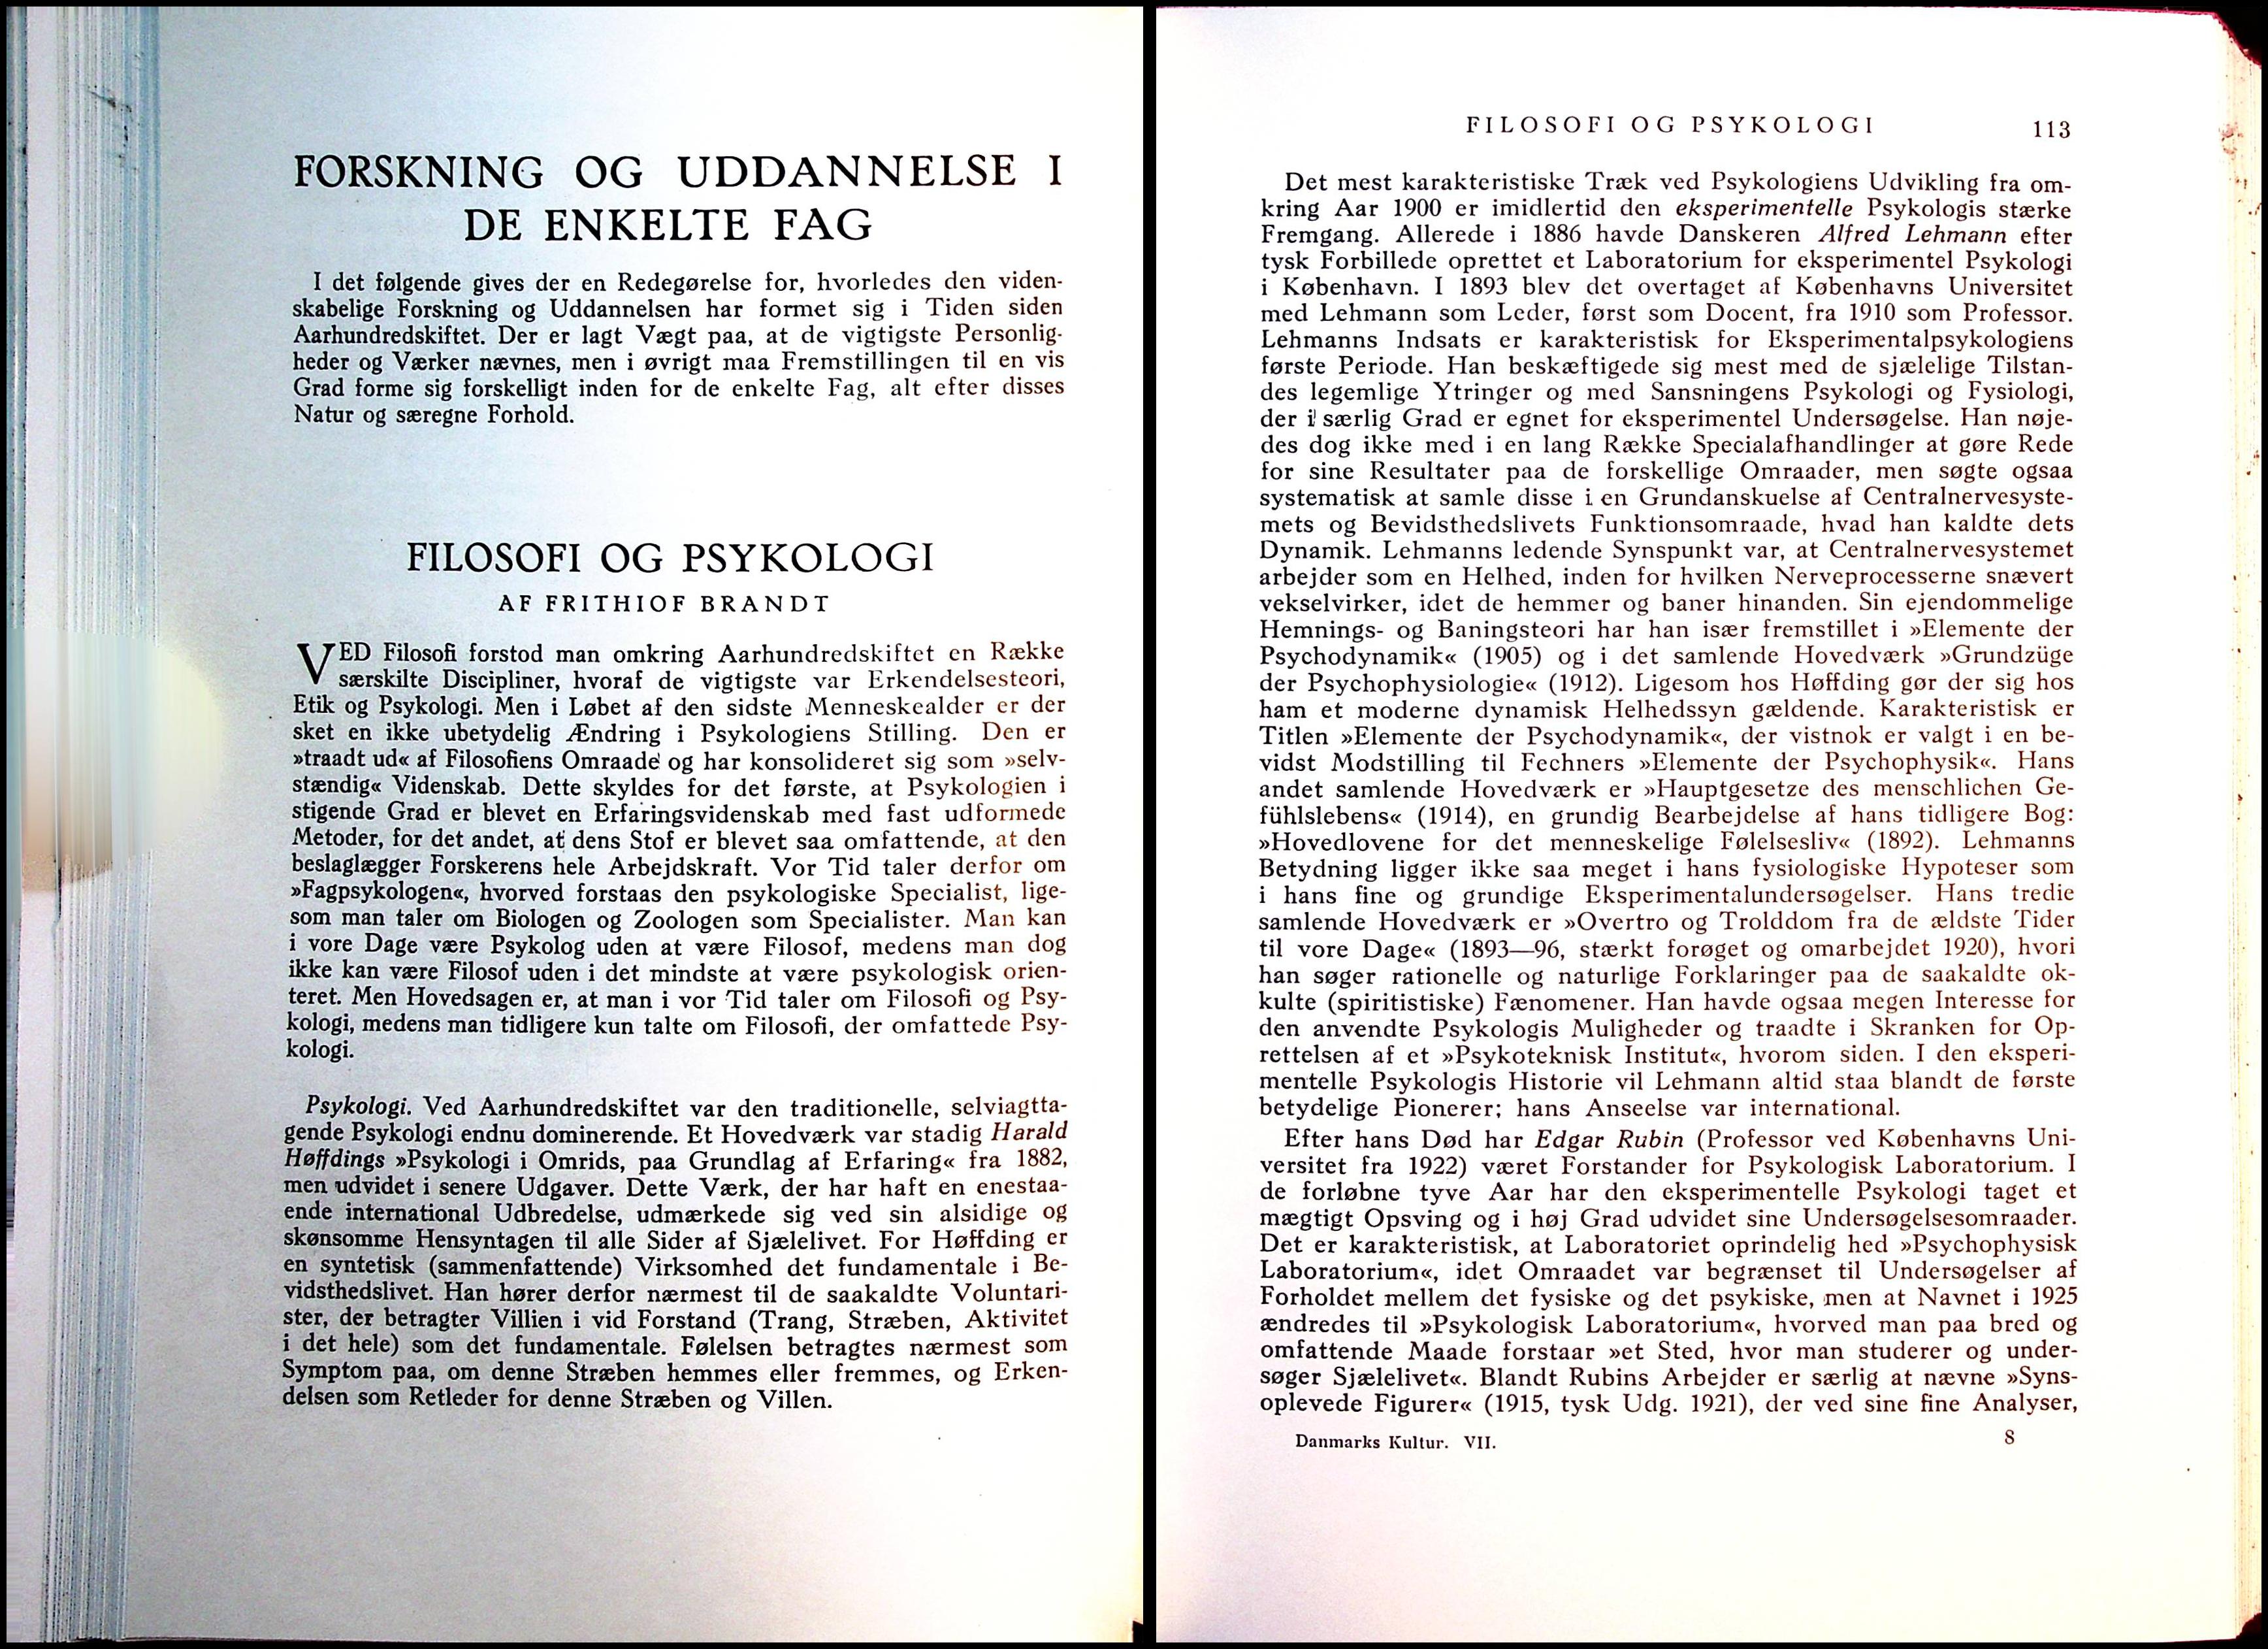 FORSKNING OG UDDANNELSE I
DE ENKELTE FAG
I det følgende gives der en Redegørelse for, hvorledes den viden-
skabelige Forskning og Uddannelsen har formet sig i Tiden siden
Aarhundredskiftet. Der er lagt Vægt paa, at de vigtigste Personlig-
heder og Værker nævnes, men i øvrigt maa Fremstillingen til en vis
Grad forme sig forskelligt inden for de enkelte Fag, alt efter disses
Natur og særegne Forhold.
FILOSOFI OG PSYKOLOGI
AF FRITHIOF BRANDT
VED Filosofi forstod man omkring Aarhundredskiftet en Række
særskilte Discipliner, hvoraf de vigtigste var Erkendelsesteori,
Etik og Psykologi. Men i Løbet af den sidste Menneskealder er der
sket en ikke ubetydelig Ændring i Psykologiens Stilling. Den er
»traadt ud« af Filosofiens Omraade og har konsolideret sig som »selv-
stændig« Videnskab. Dette skyldes for det første, at Psykologien i
stigende Grad er blevet en Erfaringsvidenskab med fast udformede
Metoder, for det andet, at dens Stof er blevet saa omfattende, at den
beslaglægger Forskerens hele Arbejdskraft. Vor Tid taler derfor om
»Fagpsykologen«, hvorved forstaas den psykologiske Specialist, lige-
som man taler om Biologen og Zoologen som Specialister. Man kan
i vore Dage være Psykolog uden at være Filosof, medens man dog
ikke kan være Filosof uden i det mindste at være psykologisk orien-
teret. Men Hovedsagen er, at man i vor Tid taler om Filosofi og Psy-
kologi, medens man tidligere kun talte om Filosofi, der omfattede Psy-
kologi.
Psykologi. Ved Aarhundredskiftet var den traditionelle, selviagtta-
gende Psykologi endnu dominerende. Et Hovedværk var stadig Harald
Høffdings »Psykologi i Omrids, paa Grundlag af Erfaring« fra 1882,
men udvidet i senere Udgaver. Dette Værk, der har haft en enestaa-
ende international Udbredelse, udmærkede sig ved sin alsidige og
skønsomme Hensyntagen til alle Sider af Sjælelivet. For Høffding er
en syntetisk (sammenfattende) Virksomhed det fundamentale i Be-
vidsthedslivet. Han hører derfor nærmest til de saakaldte Voluntari-
ster, der betragter Villien i vid Forstand (Trang, Stræben, Aktivitet
i det hele) som det fundamentale. Følelsen betragtes nærmest som
Symptom paa, om denne Stræben hemmes eller fremmes, og Erken-
delsen som Retleder for denne Stræben og Villen.
FILOSOFI OG PSYKOLOGI 113
Det mest karakteristiske Træk ved Psykologiens Udvikling fra om-
kring Aar 1900 er imidlertid den eksperimentelle Psykologis stærke
Fremgang. Allerede i 1886 havde Danskeren Alfred Lehmann efter
tysk Forbillede oprettet et Laboratorium for eksperimentel Psykologi
i København. I 1893 blev det overtaget af Københavns Universitet
med Lehmann som Leder, først som Docent, fra 1910 som Professor.
Lehmanns Indsats er karakteristisk for Eksperimentalpsykologiens
første Periode. Han beskæftigede sig mest med de sjælelige Tilstan-
des legemlige Ytringer og med Sansningens Psykologi og Fysiologi,
der i særlig Grad er egnet for eksperimentel Undersøgelse. Han nøje-
des dog ikke med i en lang Række Specialafhandlinger at gøre Rede
for sine Resultater paa de forskellige Omraader, men søgte ogsaa
systematisk at samle disse i en Grundanskuelse af Centralnervesyste-
mets og Bevidsthedslivets Funktionsomraade, hvad han kaldte dets
Dynamik. Lehmanns ledende Synspunkt var, at Centralnervesystemet
arbejder som en Helhed, inden for hvilken Nerveprocesserne snævert
vekselvirker, idet de hemmer og baner hinanden. Sin ejendommelige
Hemnings- og Baningsteori har han især fremstillet i »Elemente der
Psychodynamik« (1905) og i det samlende Hovedværk »Grundzüge
der Psychophysiologie« (1912). Ligesom hos Høffding gør der sig hos
ham et moderne dynamisk Helhedssyn gældende. Karakteristisk er
Titlen »Elemente der Psychodynamik«, der vistnok er valgt i en be-
vidst Modstilling til Fechners »Elemente der Psychophysik«. Hans
andet samlende Hovedværk er »Hauptgesetze des menschlichen Ge-
fühlslebens« (1914), en grundig Bearbejdelse af hans tidligere Bog:
»Hovedlovene for det menneskelige Følelsesliv« (1892). Lehmanns
Betydning ligger ikke saa meget i hans fysiologiske Hypoteser som
i hans fine og grundige Eksperimentalundersøgelser. Hans tredie
samlende Hovedværk er »Overtro og Trolddom fra de ældste Tider
til vore Dage« (1893—96, stærkt forøget og omarbejdet 1920), hvori
han søger rationelle og naturlige Forklaringer paa de saakaldte ok-
kulte (spiritistiske) Fænomener. Han havde ogsaa megen Interesse for
den anvendte Psykologis Muligheder og traadte i Skranken for Op-
rettelsen af et »Psykoteknisk Institut«, hvorom siden. I den eksperi-
mentelle Psykologis Historie vil Lehmann altid staa blandt de første
betydelige Pionerer; hans Anseelse var international.
Efter hans Død har Edgar Rubin (Professor ved Københavns Uni-
versitet fra 1922) været Forstander for Psykologisk Laboratorium. I
de forløbne tyve Aar har den eksperimentelle Psykologi taget et
mægtigt Opsving og i høj Grad udvidet sine Undersøgelsesomraader.
Det er karakteristisk, at Laboratoriet oprindelig hed »Psychophysisk
Laboratorium«, idet Omraadet var begrænset til Undersøgelser af
Forholdet mellem det fysiske og det psykiske, men at Navnet i 1925
ændredes til »Psykologisk Laboratorium«, hvorved man paa bred og
omfattende Maade forstaar »et Sted, hvor man studerer og under-
søger Sjælelivet«. Blandt Rubins Arbejder er særlig at nævne »Syns-
oplevede Figurer« (1915, tysk Udg. 1921), der ved sine fine Analyser,
Danmarks Kultur. VII. 8